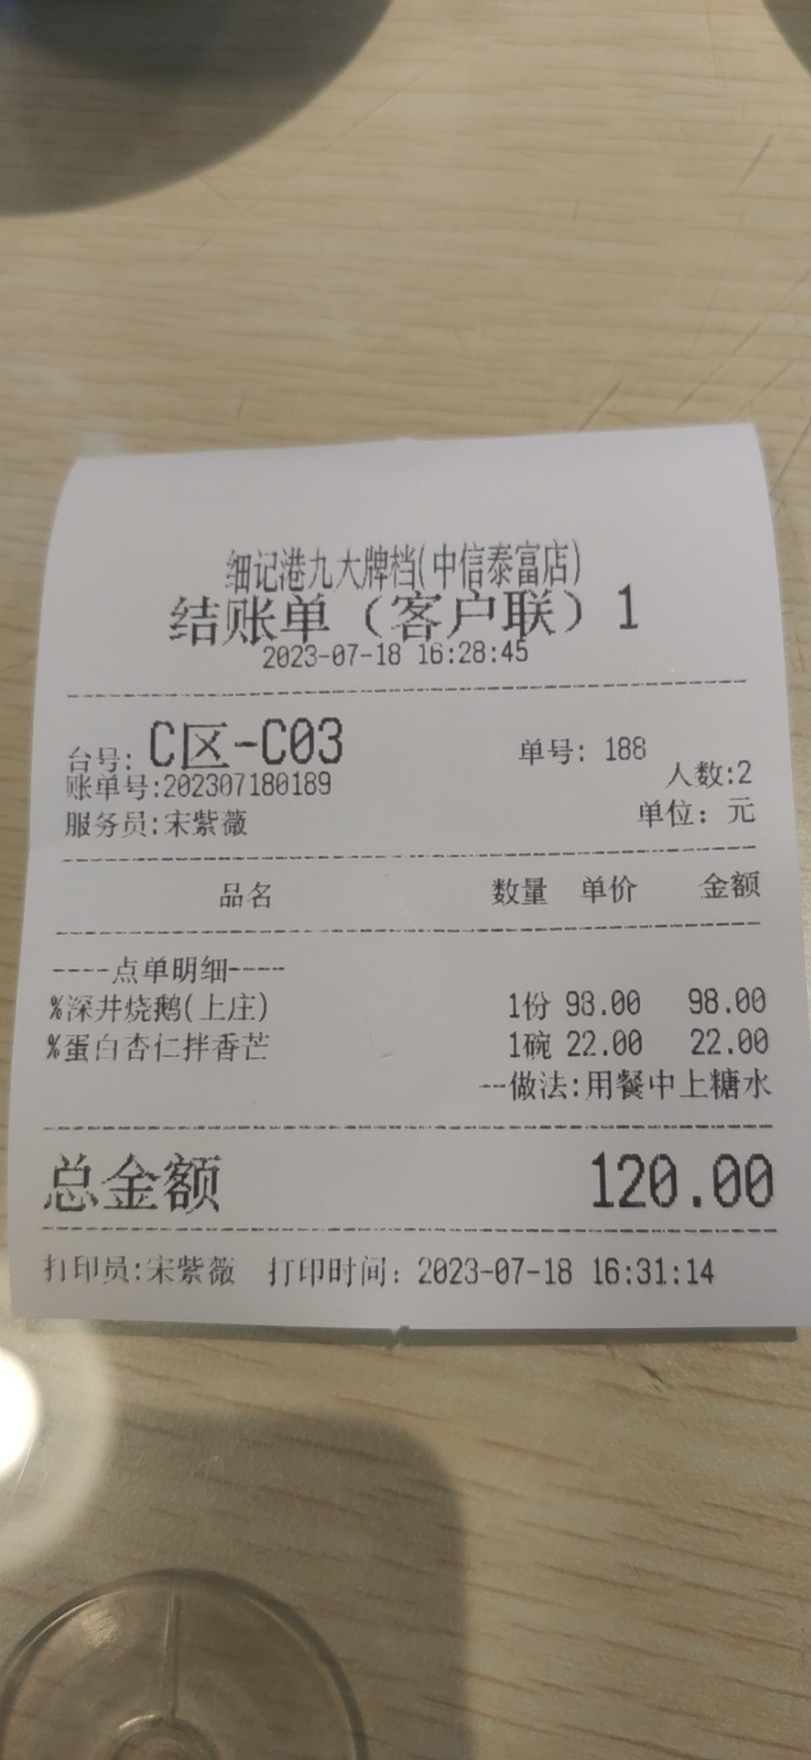 细记港九大牌档(中信泰富店)
结账单（客户联）1
2023-07-18 16:28:45
台号: C区-C03 单号: 188
账单号:202307180189 人数:2
服务员:宋紫薇 单位：元
品名 数量 单价 金额
----点单明细----
%深井烧鹅(上庄) 1份 98.00 98.00
%蛋白杏仁拌香芒 1碗 22.00 22.00
--做法:用餐中上糖水
总金额 120.00
打印员:宋紫薇 打印时间：2023-07-18 16:31:14